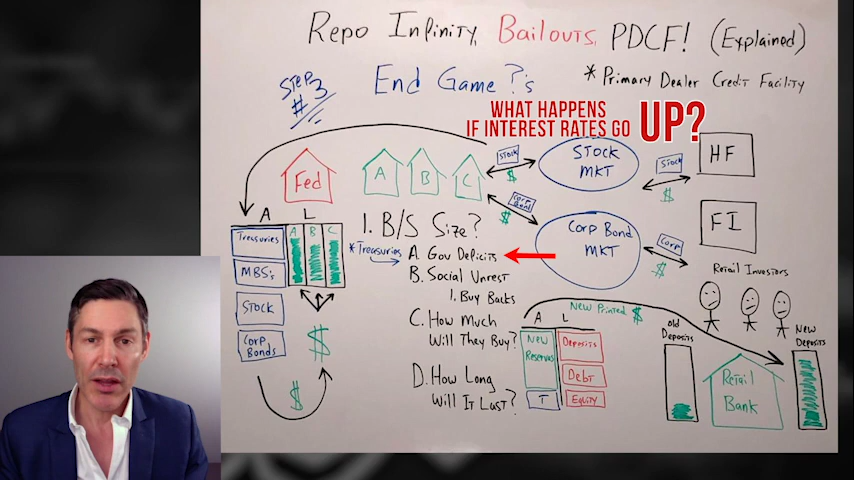 Repo Infinity, Bailouts, PDCF! (Explained)
STEP #3
End Game ?'s
* Primary Dealer Credit Facility
WHAT HAPPENS
IF INTEREST RATES GO UP?
Fed
A
B
C
STOCK
$
STOCK
MKT
STOCK
$
HF
Corp Bond
$
Corp Bond
MKT
Corp
$
FI
Retail Investors
A L
Treasuries
MBS's
STOCK
Corp
Bonds
A B C
$
$
1. B/S Size?
*Treasuries
A. Gov Deficits
B. Social Unrest
1. Buy Backs
C. How Much
Will They Buy?
D. How Long
Will It Last?
New Printed $
A L
New
Reserves
T
Deposits
Debt
Equity
Old
Deposits
Retail
Bank
New
Deposits